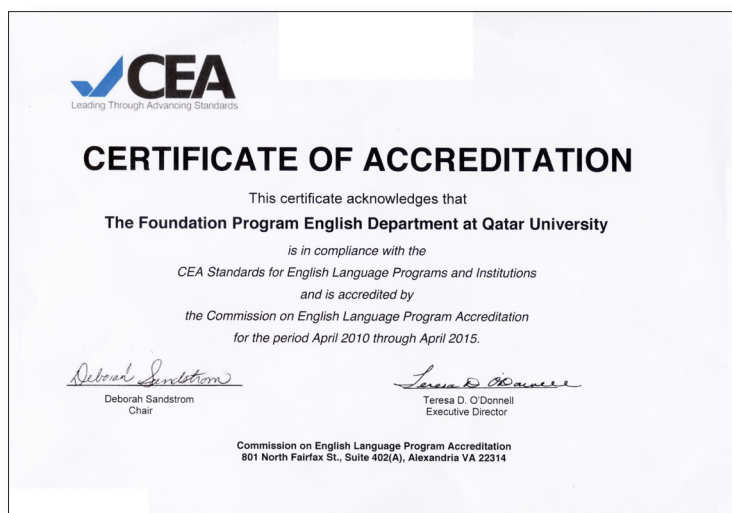 CEA
Leading Through Advancing Standards
CERTIFICATE OF ACCREDITATION
This certificate acknowledges that
The Foundation Program English Department at Qatar University
is in compliance with the
CEA Standards for English Language Programs and Institutions
and is accredited by
the Commission on English Language Program Accreditation
for the period April 2010 through April 2015.
Deborah Sandstrom
Teresa D. O'Donnell
Deborah Sandstrom
Chair
Teresa D. O'Donnell
Executive Director
Commission on English Language Program Accreditation
801 North Fairfax St., Suite 402(A), Alexandria VA 22314